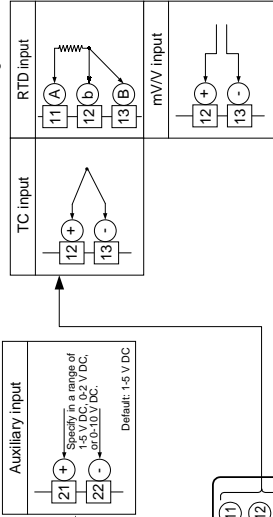 Auxiliary input
21 +
22 -
Specify in a range of
1-5 V DC, 0-2 V DC,
or 0-10 V DC.
Default: 1-5 V DC
TC input
12 +
13 -
RTD input
11 A
12 b
13 B
mV/V input
12 +
13 -
11
12